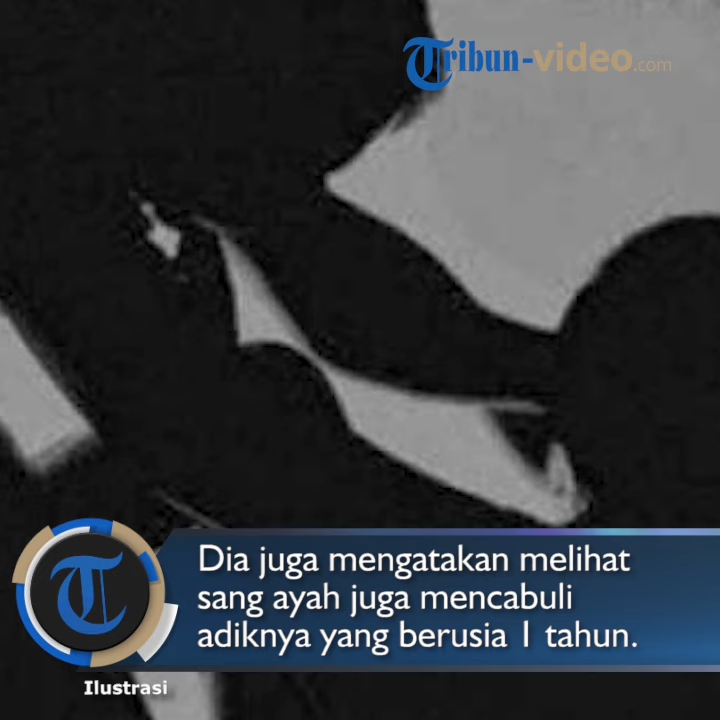 Tribun-video.com
Dia juga mengatakan melihat
sang ayah juga mencabuli
adiknya yang berusia 1 tahun.
T
Ilustrasi